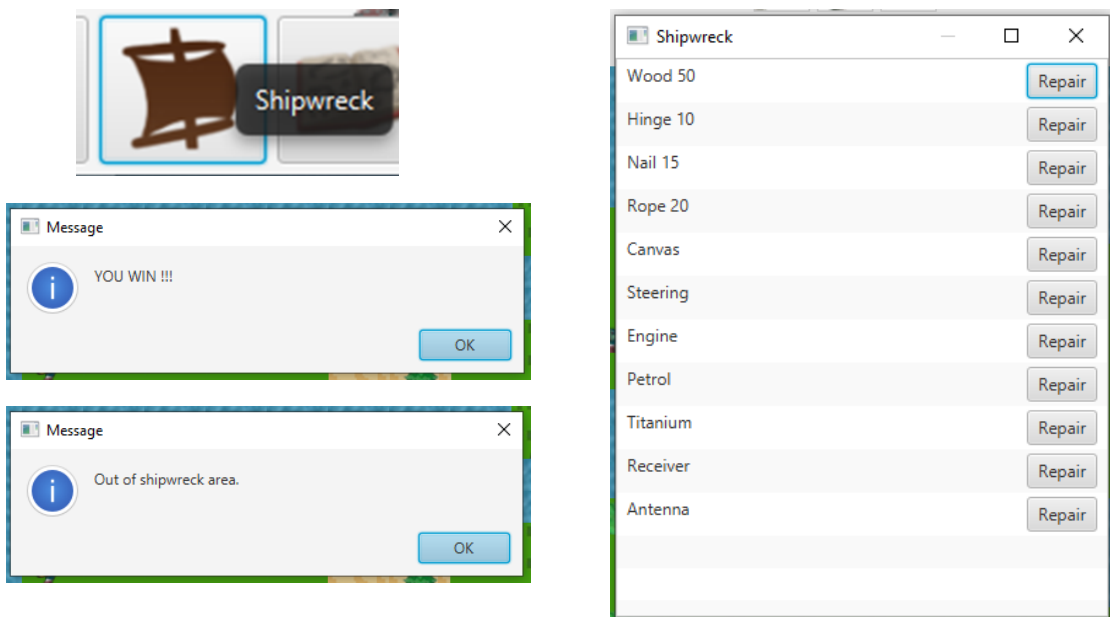 Shipwreck
Message
YOU WIN !!!
OK
Message
Out of shipwreck area.
OK
Shipwreck
Wood 50 Repair
Hinge 10 Repair
Nail 15 Repair
Rope 20 Repair
Canvas Repair
Steering Repair
Engine Repair
Petrol Repair
Titanium Repair
Receiver Repair
Antenna Repair